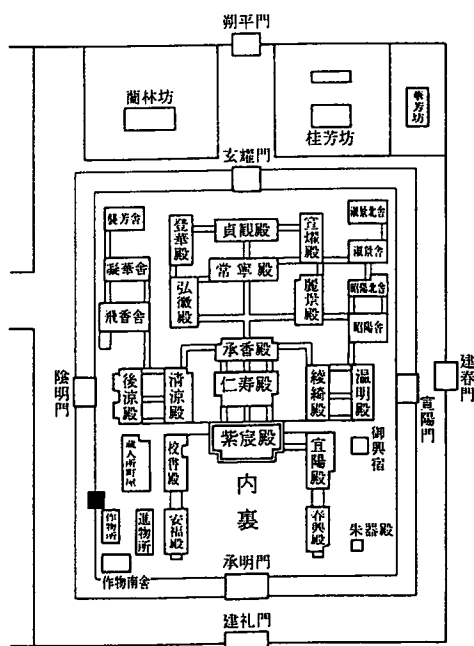 朔平門
蘭林坊
桂芳坊
華芳坊
玄耀門
襲芳舎
登華殿
貞観殿
宣耀殿
淑景北舎
凝華舎
常寧殿
淑景舎
飛香舎
弘徽殿
麗景殿
昭陽北舎
昭陽舎
承香殿
陰明門
後涼殿
清涼殿
仁寿殿
綾綺殿
温明殿
宣陽門
建春門
紫宸殿
蔵人所町屋
校書殿
宜陽殿
御輿宿
内裏
作物所
進物所
安福殿
春興殿
朱器殿
作物南舎
承明門
建礼門